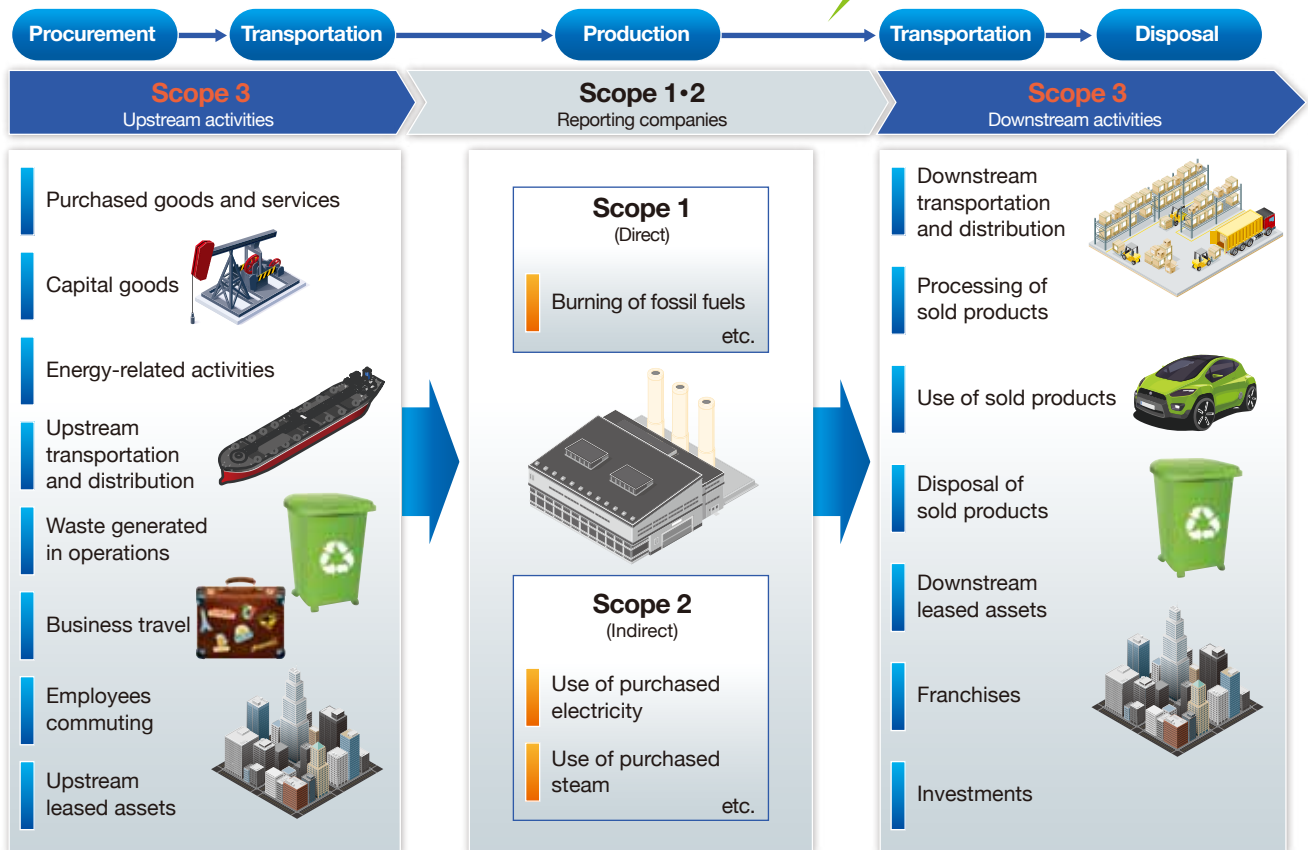 Procurement
Transportation
Production
Transportation
Disposal
Scope 3
Upstream activities
Scope 1•2
Reporting companies
Scope 3
Downstream activities
Purchased goods and services
Capital goods
Energy-related activities
Upstream
transportation
and distribution
Waste generated
in operations
Business travel
Employees
commuting
Upstream
leased assets
Scope 1
(Direct)
Burning of fossil fuels
etc.
Scope 2
(Indirect)
Use of purchased
electricity
Use of purchased
steam
etc.
Downstream
transportation
and distribution
Processing of
sold products
Use of sold products
Disposal of
sold products
Downstream
leased assets
Franchises
Investments